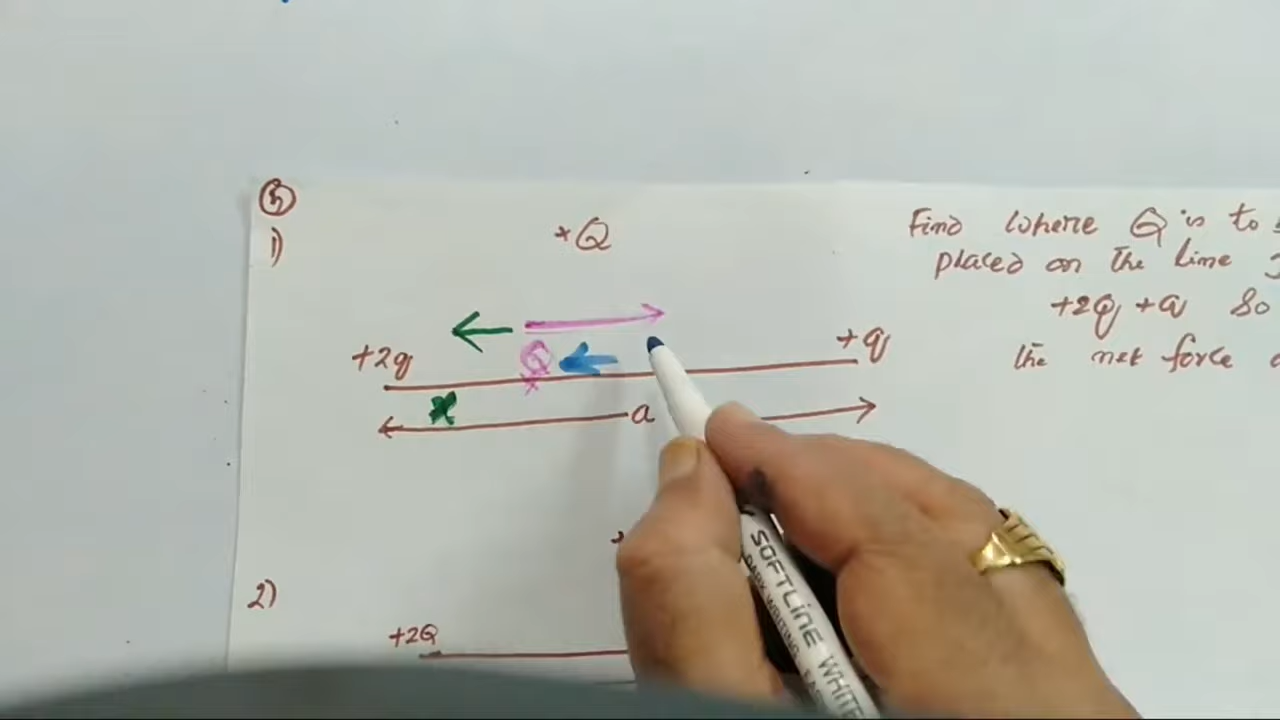 5
1)
*Q
Find where Q is to
placed on the line
+2q +q so
the net force
+2q
Q
+q
x
a
2)
+2Q
SOFTLINE WHITE